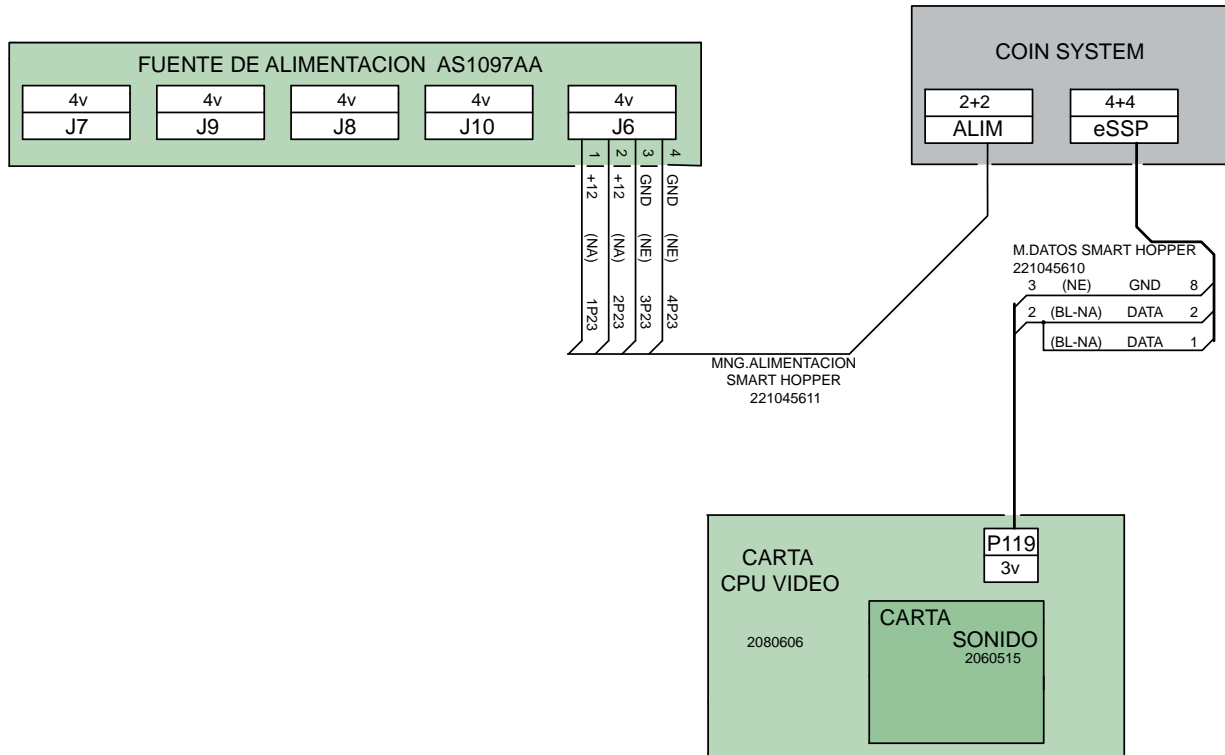 FUENTE DE ALIMENTACION AS1097AA
4v
J7
4v
J9
4v
J8
4v
J10
4v
J6
1 +12 (NA) 1P23
2 +12 (NA) 2P23
3 GND (NE) 3P23
4 GND (NE) 4P23
COIN SYSTEM
2+2
ALIM
4+4
eSSP
M.DATOS SMART HOPPER
221045610
3 (NE) GND 8
2 (BL-NA) DATA 2
(BL-NA) DATA 1
MNG.ALIMENTACION
SMART HOPPER
221045611
P119
3v
CARTA
CPU VIDEO
2080606
CARTA
SONIDO
2060515